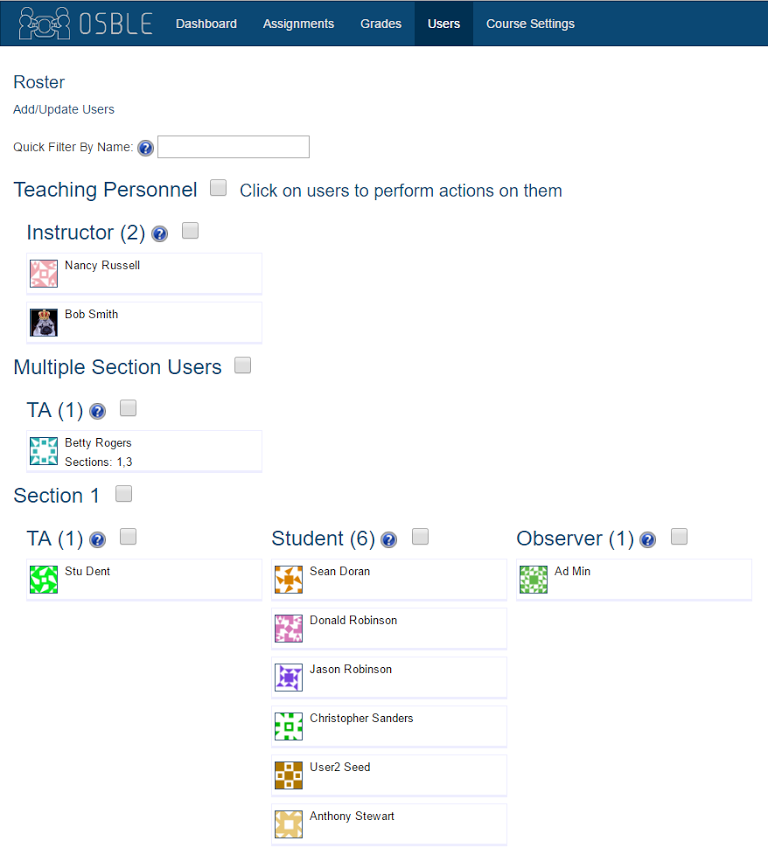 OSBLE Dashboard Assignments Grades Users Course Settings
Roster
Add/Update Users
Quick Filter By Name: ?
Teaching Personnel Click on users to perform actions on them
Instructor (2) ?
Nancy Russell
Bob Smith
Multiple Section Users
TA (1) ?
Betty Rogers
Sections: 1,3
Section 1
TA (1) ? Student (6) ? Observer (1) ?
Stu Dent Sean Doran Ad Min
Donald Robinson
Jason Robinson
Christopher Sanders
User2 Seed
Anthony Stewart